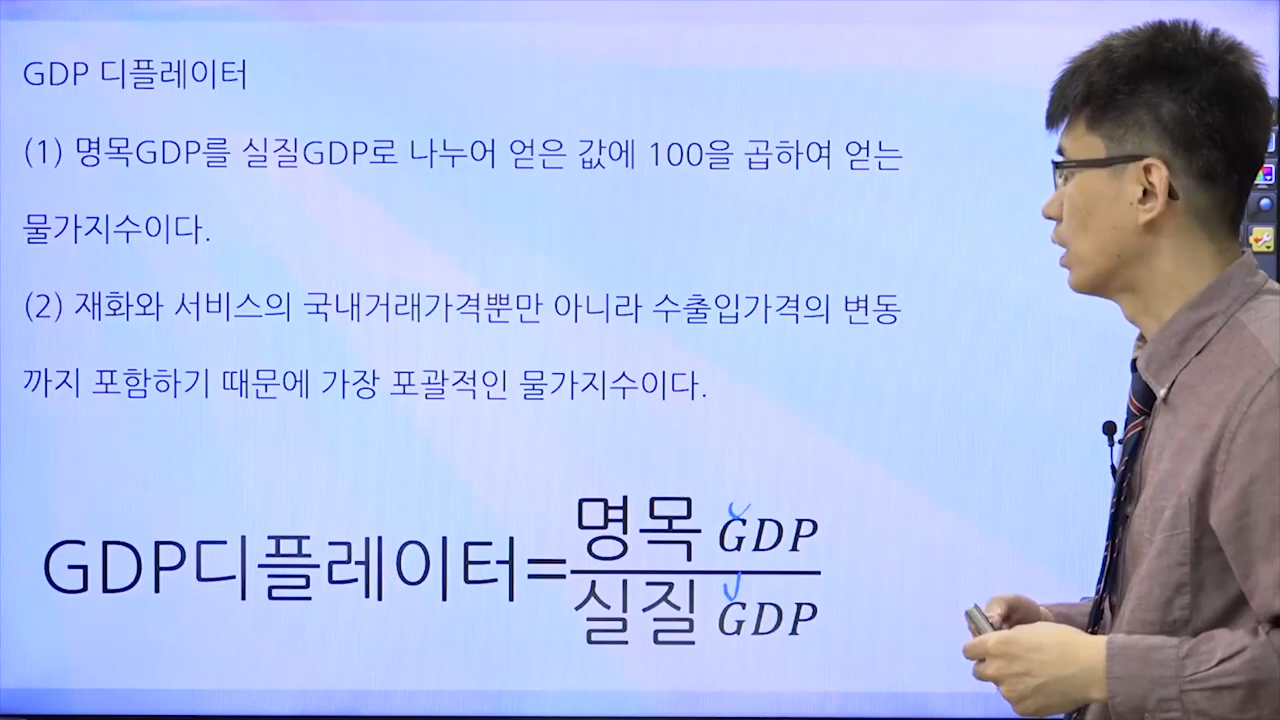 GDP 디플레이터
(1) 명목GDP를 실질GDP로 나누어 얻은 값에 100을 곱하여 얻는
물가지수이다.
(2) 재화와 서비스의 국내거래가격뿐만 아니라 수출입가격의 변동
까지 포함하기 때문에 가장 포괄적인 물가지수이다.
명목 GDP
GDP디플레이터=
실질 GDP